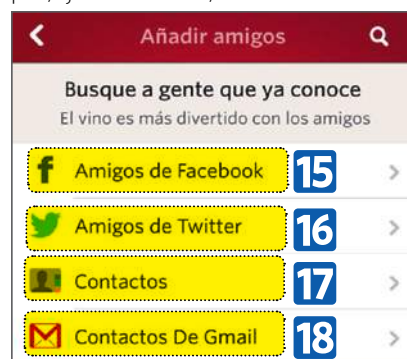 Añadir amigos
Busque a gente que ya conoce
El vino es más divertido con los amigos
Amigos de Facebook 15
Amigos de Twitter 16
Contactos 17
Contactos De Gmail 18